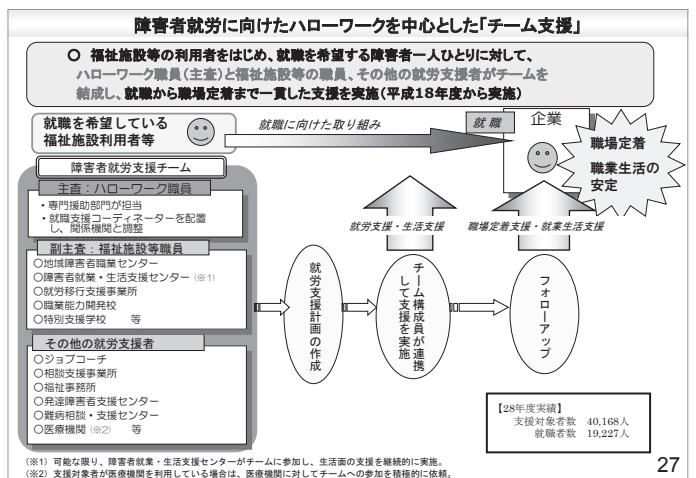 障害者就労に向けたハローワークを中心とした「チーム支援」
○ 福祉施設等の利用者をはじめ、就職を希望する障害者一人ひとりに対して、
ハローワーク職員(主査)と福祉施設等の職員、その他の就労支援者がチームを
結成し、就職から職場定着まで一貫した支援を実施(平成18年度から実施)
就職を希望している
福祉施設利用者等
就職に向けた取り組み
就 職
企業
職場定着
職業生活の
安定
障害者就労支援チーム
主査:ハローワーク職員
・専門援助部門が担当
・就職支援コーディネーターを配置
し、関係機関と調整
副主査:福祉施設等職員
○地域障害者職業センター
○障害者就業・生活支援センター(※1)
○就労移行支援事業所
○職業能力開発校
○特別支援学校 等
その他の就労支援者
○ジョブコーチ
○相談支援事業所
○福祉事務所
○発達障害者支援センター
○難病相談・支援センター
○医療機関(※2) 等
就労支援・生活支援
職場定着支援・就業生活支援
就労支援計画の作成
チーム構成員が連携
して支援を実施
フォローアップ
【28年度実績】
支援対象者数 40,168人
就職者数 19,227人
(※1)可能な限り、障害者就業・生活支援センターがチームに参加し、生活面の支援を継続的に実施。
(※2)支援対象者が医療機関を利用している場合は、医療機関に対してチームへの参加を積極的に依頼。
27